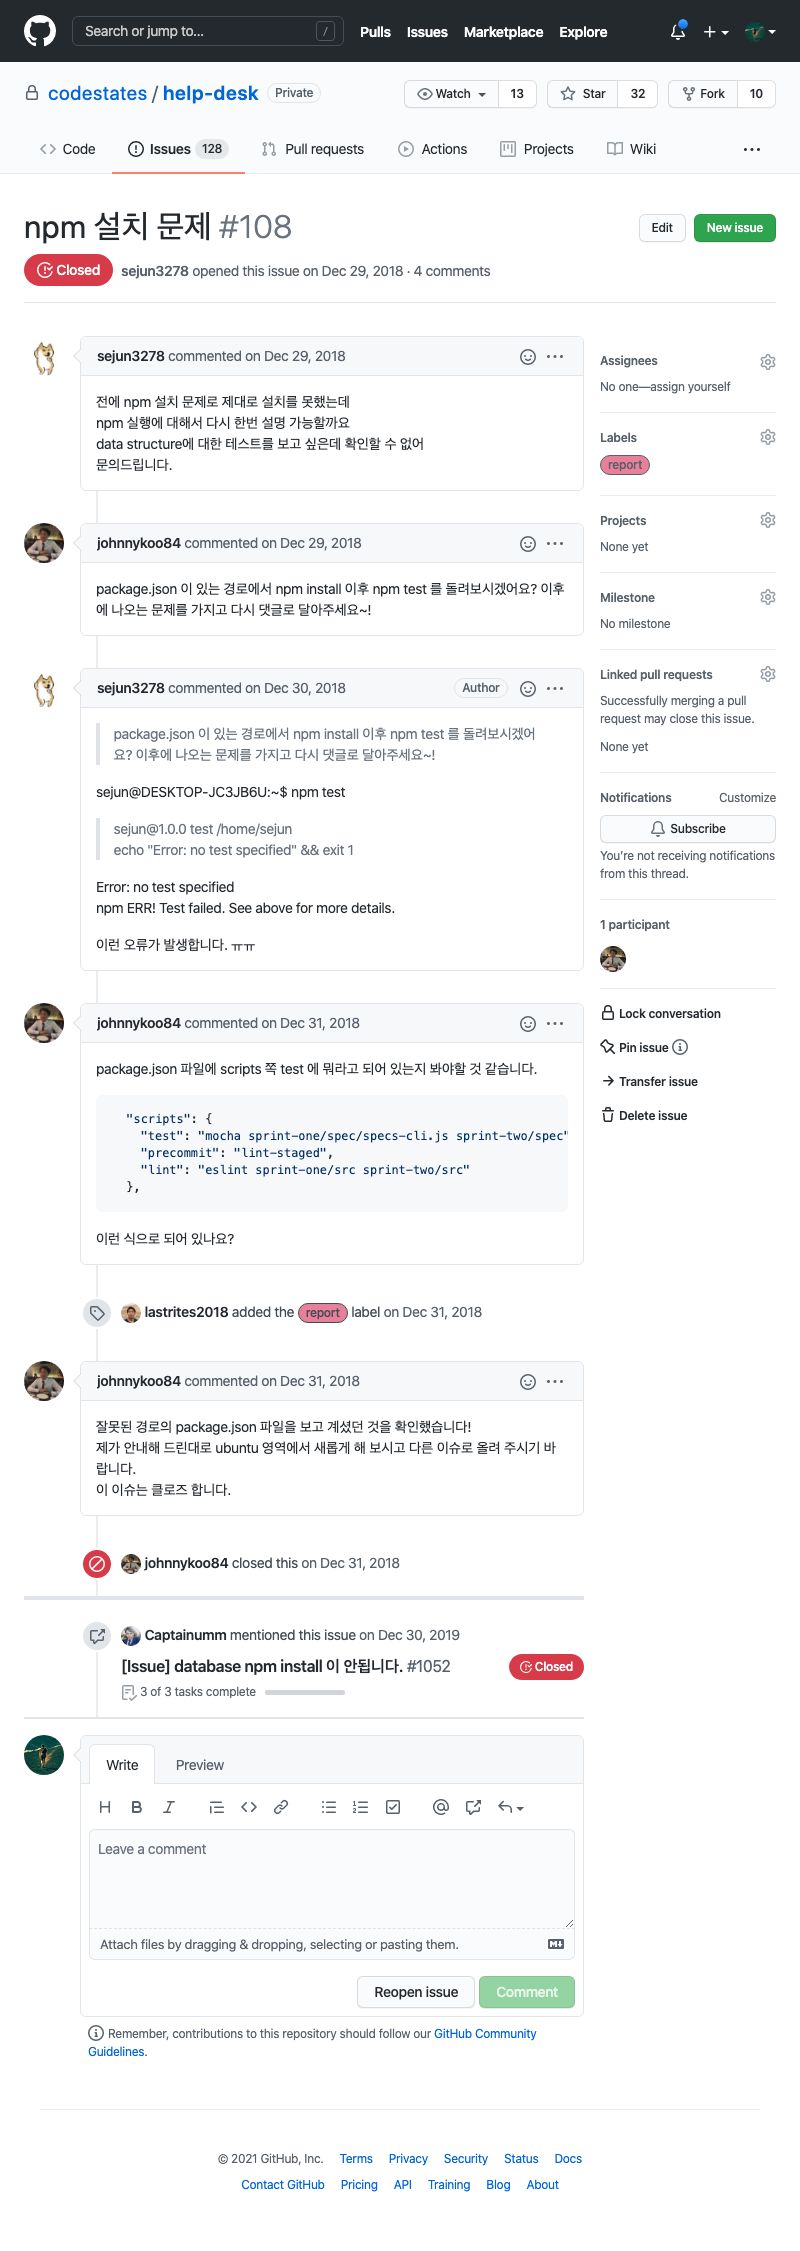 Search or jump to...
/
Pulls
Issues
Marketplace
Explore
codestates / help-desk
Private
Watch
13
Star
32
Fork
10
Code
Issues 128
Pull requests
Actions
Projects
Wiki
npm 설치 문제 #108
Edit
New issue
Closed
sejun3278 opened this issue on Dec 29, 2018 · 4 comments
sejun3278 commented on Dec 29, 2018
전에 npm 설치 문제로 제대로 설치를 못했는데
npm 실행에 대해서 다시 한번 설명 가능할까요
data structure에 대한 테스트를 보고 싶은데 확인할 수 없어
문의드립니다.
johnnykoo84 commented on Dec 29, 2018
package.json 이 있는 경로에서 npm install 이후 npm test 를 돌려보시겠어요? 이후
에 나오는 문제를 가지고 다시 댓글로 달아주세요~!
sejun3278 commented on Dec 30, 2018
Author
package.json 이 있는 경로에서 npm install 이후 npm test 를 돌려보시겠어
요? 이후에 나오는 문제를 가지고 다시 댓글로 달아주세요~!
sejun@DESKTOP-JC3JB6U:~$ npm test
sejun@1.0.0 test /home/sejun
echo "Error: no test specified" && exit 1
Error: no test specified
npm ERR! Test failed. See above for more details.
이런 오류가 발생합니다. ㅠㅠ
johnnykoo84 commented on Dec 31, 2018
package.json 파일에 scripts 쪽 test 에 뭐라고 되어 있는지 봐야할 것 같습니다.
"scripts": {
"test": "mocha sprint-one/spec/specs-cli.js sprint-two/spec"
"precommit": "lint-staged",
"lint": "eslint sprint-one/src sprint-two/src"
},
이런 식으로 되어 있나요?
lastrites2018 added the report label on Dec 31, 2018
johnnykoo84 commented on Dec 31, 2018
잘못된 경로의 package.json 파일을 보고 계셨던 것을 확인했습니다!
제가 안내해 드린대로 ubuntu 영역에서 새롭게 해 보시고 다른 이슈로 올려 주시기 바
랍니다.
이 이슈는 클로즈 합니다.
johnnykoo84 closed this on Dec 31, 2018
Captainumm mentioned this issue on Dec 30, 2019
[Issue] database npm install 이 안됩니다. #1052
Closed
3 of 3 tasks complete
Write
Preview
Leave a comment
Attach files by dragging & dropping, selecting or pasting them.
Reopen issue
Comment
Remember, contributions to this repository should follow our GitHub Community
Guidelines.
Assignees
No one—assign yourself
Labels
report
Projects
None yet
Milestone
No milestone
Linked pull requests
Successfully merging a pull
request may close this issue.
None yet
Notifications
Customize
Subscribe
You're not receiving notifications
from this thread.
1 participant
Lock conversation
Pin issue
Transfer issue
Delete issue
© 2021 GitHub, Inc.
Terms
Privacy
Security
Status
Docs
Contact GitHub
Pricing
API
Training
Blog
About